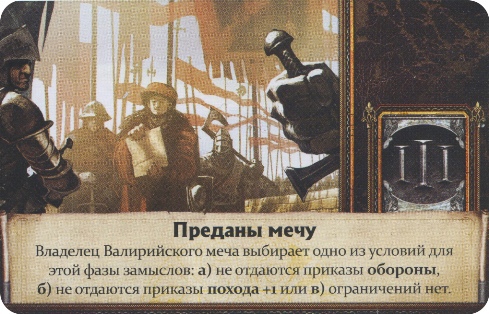 Преданы мечу
Владелец Валирийского меча выбирает одно из условий для
этой фазы замыслов: а) не отдаются приказы обороны,
б) не отдаются приказы похода +1 или в) ограничений нет.
III